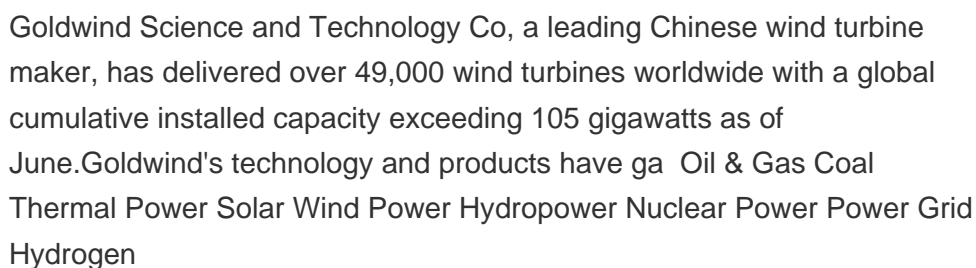 Goldwind Science and Technology Co, a leading Chinese wind turbine
maker, has delivered over 49,000 wind turbines worldwide with a global
cumulative installed capacity exceeding 105 gigawatts as of
June.Goldwind's technology and products have ga  Oil & Gas Coal
Thermal Power Solar Wind Power Hydropower Nuclear Power Power Grid
Hydrogen